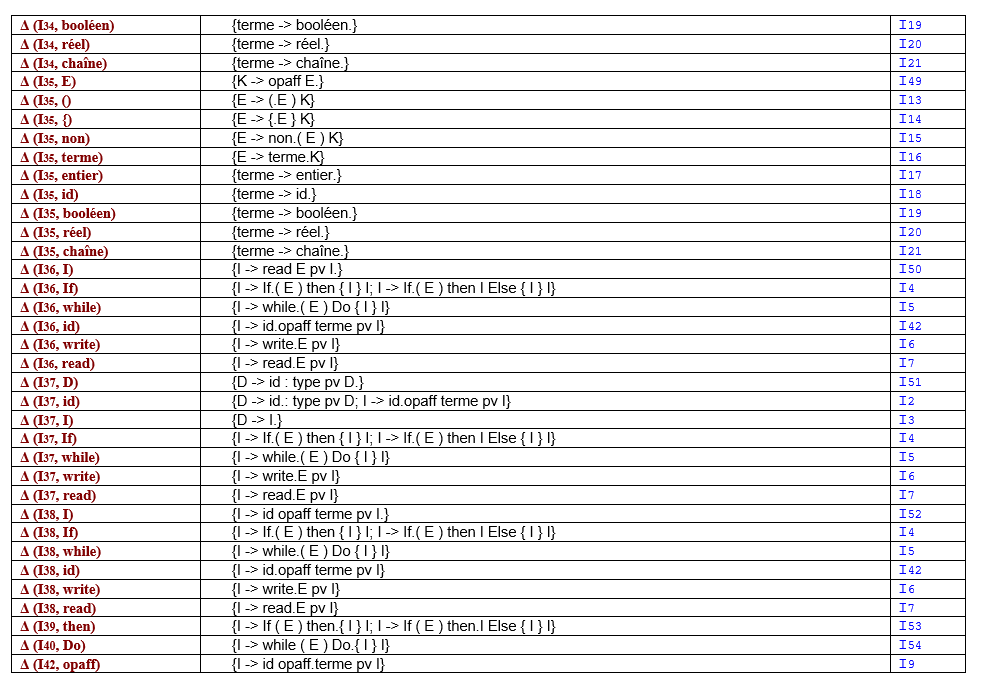 Δ (I34, booléen) {terme -> booléen.} I19
Δ (I34, réel) {terme -> réel.} I20
Δ (I34, chaîne) {terme -> chaîne.} I21
Δ (I35, E) {K -> opaff E.} I49
Δ (I35, () {E -> (.E ) K} I13
Δ (I35, {) {E -> {.E } K} I14
Δ (I35, non) {E -> non.( E ) K} I15
Δ (I35, terme) {E -> terme.K} I16
Δ (I35, entier) {terme -> entier.} I17
Δ (I35, id) {terme -> id.} I18
Δ (I35, booléen) {terme -> booléen.} I19
Δ (I35, réel) {terme -> réel.} I20
Δ (I35, chaîne) {terme -> chaîne.} I21
Δ (I36, I) {I -> read E pv I.} I50
Δ (I36, If) {I -> If.( E ) then { I } I; I -> If.( E ) then I Else { I } I} I4
Δ (I36, while) {I -> while.( E ) Do { I } I} I5
Δ (I36, id) {I -> id.opaff terme pv I} I42
Δ (I36, write) {I -> write.E pv I} I6
Δ (I36, read) {I -> read.E pv I} I7
Δ (I37, D) {D -> id : type pv D.} I51
Δ (I37, id) {D -> id.: type pv D; I -> id.opaff terme pv I} I2
Δ (I37, I) {D -> I.} I3
Δ (I37, If) {I -> If.( E ) then { I } I; I -> If.( E ) then I Else { I } I} I4
Δ (I37, while) {I -> while.( E ) Do { I } I} I5
Δ (I37, write) {I -> write.E pv I} I6
Δ (I37, read) {I -> read.E pv I} I7
Δ (I38, I) {I -> id opaff terme pv I.} I52
Δ (I38, If) {I -> If.( E ) then { I } I; I -> If.( E ) then I Else { I } I} I4
Δ (I38, while) {I -> while.( E ) Do { I } I} I5
Δ (I38, id) {I -> id.opaff terme pv I} I42
Δ (I38, write) {I -> write.E pv I} I6
Δ (I38, read) {I -> read.E pv I} I7
Δ (I39, then) {I -> If ( E ) then.{ I } I; I -> If ( E ) then.I Else { I } I} I53
Δ (I40, Do) {I -> while ( E ) Do.{ I } I} I54
Δ (I42, opaff) {I -> id opaff.terme pv I} I9